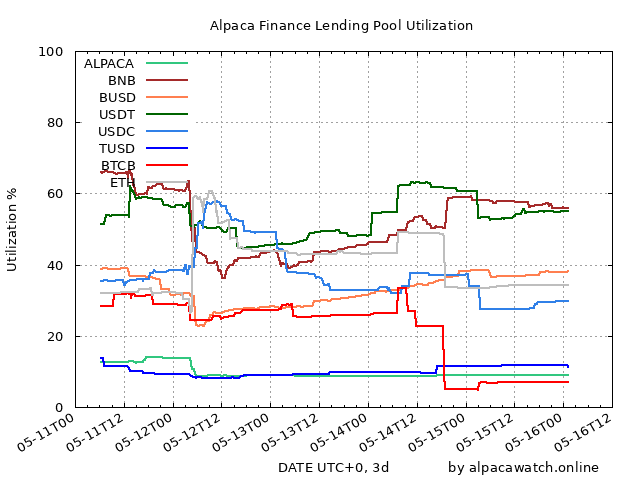 Alpaca Finance Lending Pool Utilization
Utilization %
100
80
60
40
20
0
ALPACA
BNB
BUSD
USDT
USDC
TUSD
BTCB
ETH
05-11T00
05-11T12
05-12T00
05-12T12
05-13T00
05-13T12
05-14T00
05-14T12
05-15T00
05-15T12
05-16T00
05-16T12
DATE UTC+0, 3d
by alpacawatch.online